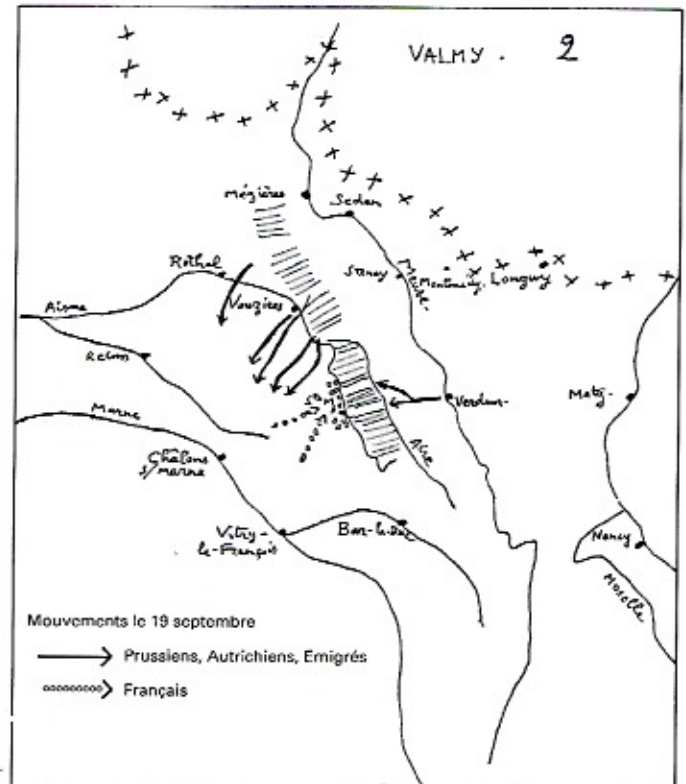 VALMY. 2
Mézières
Sedan
Rethel
Stenay
Meuse
Montmédy
Longwy
Vouziers
Aisne
Reims
Verdun
Metz
Marne
Aire
Châlons
s/ Marne
Vitry-
le-François
Bar-le-Duc
Nancy
Moselle
Mouvements le 19 septembre
Prussiens, Autrichiens, Emigrés
Français